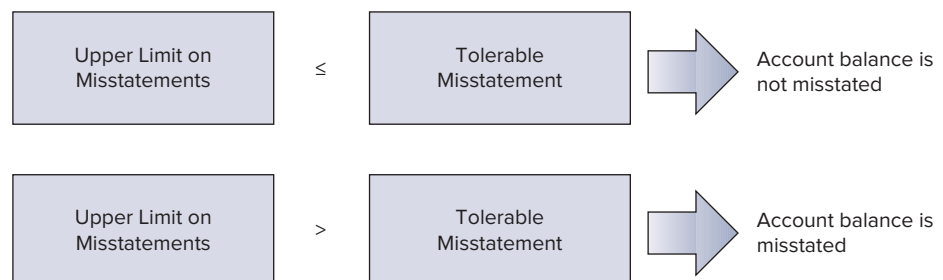 Upper Limit on
Misstatements
≤
Tolerable
Misstatement
Account balance is
not misstated
Upper Limit on
Misstatements
>
Tolerable
Misstatement
Account balance is
misstated